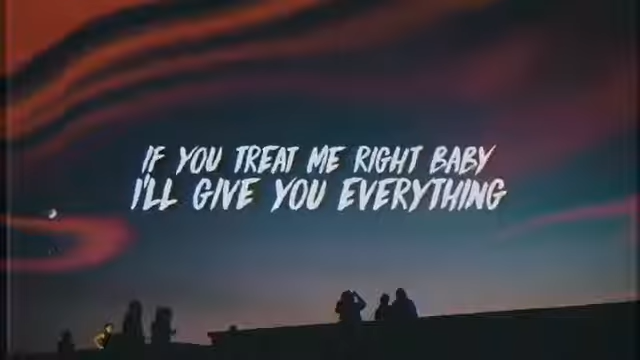 IF YOU TREAT ME RIGHT BABY
I'LL GIVE YOU EVERYTHING